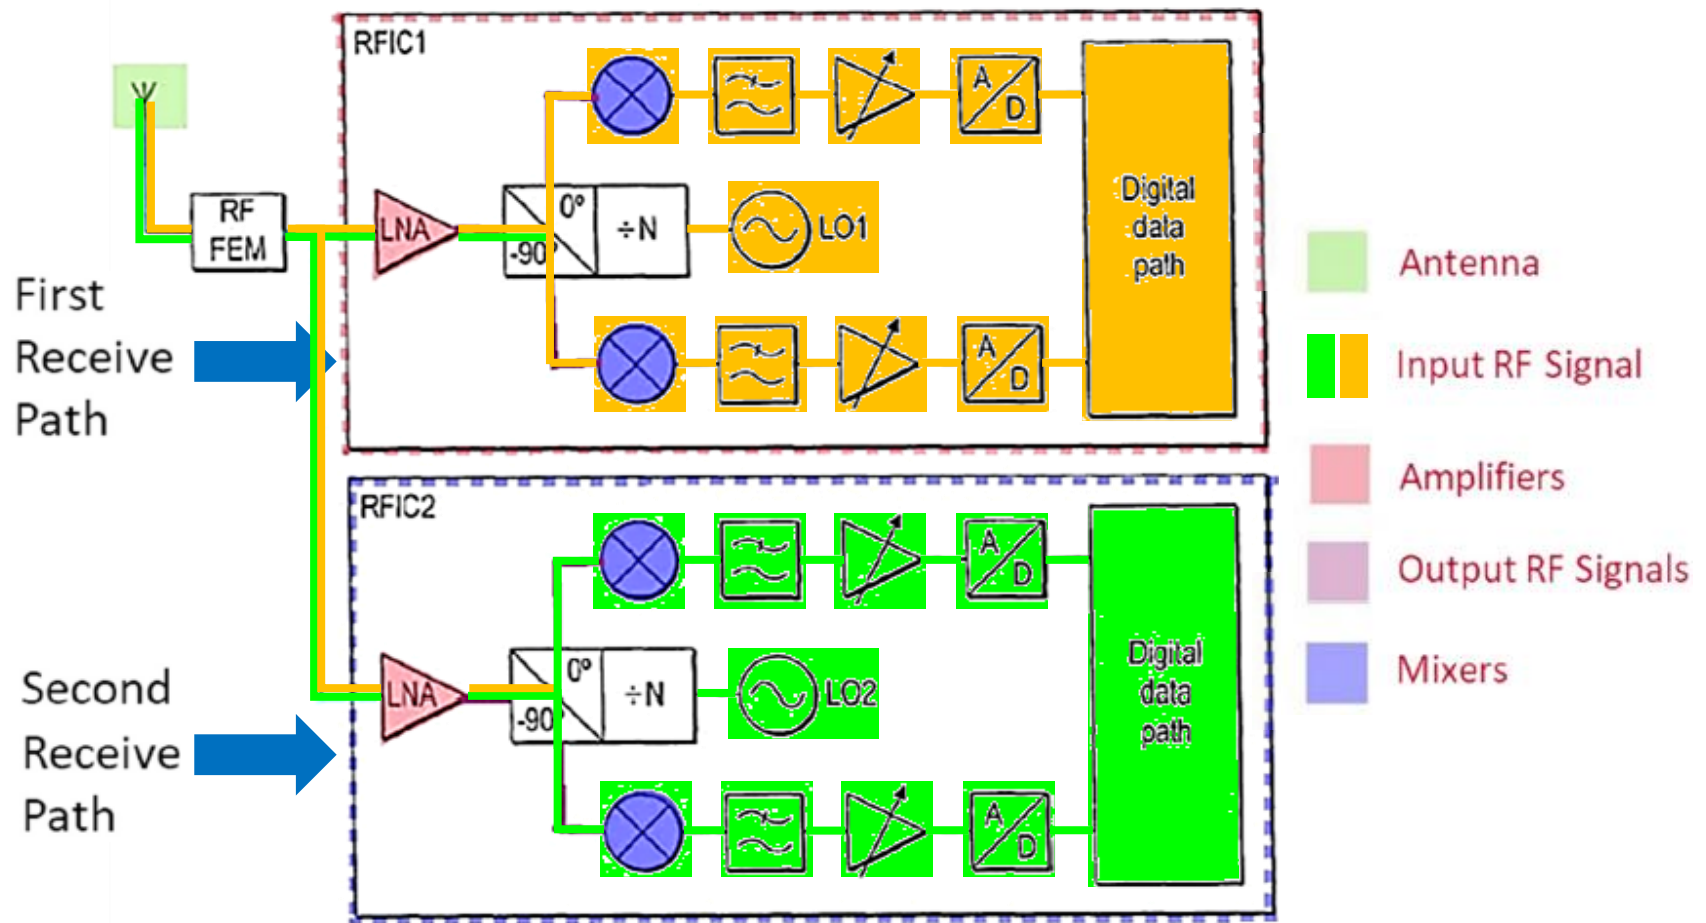 RFIC1
A
D
RF
FEM
LNA
0°
-90°
÷N
LO1
Digital
data
path
A
D
First
Receive
Path
RFIC2
A
D
LNA
0°
-90°
÷N
LO2
Digital
data
path
A
D
Second
Receive
Path
Antenna
Input RF Signal
Amplifiers
Output RF Signals
Mixers